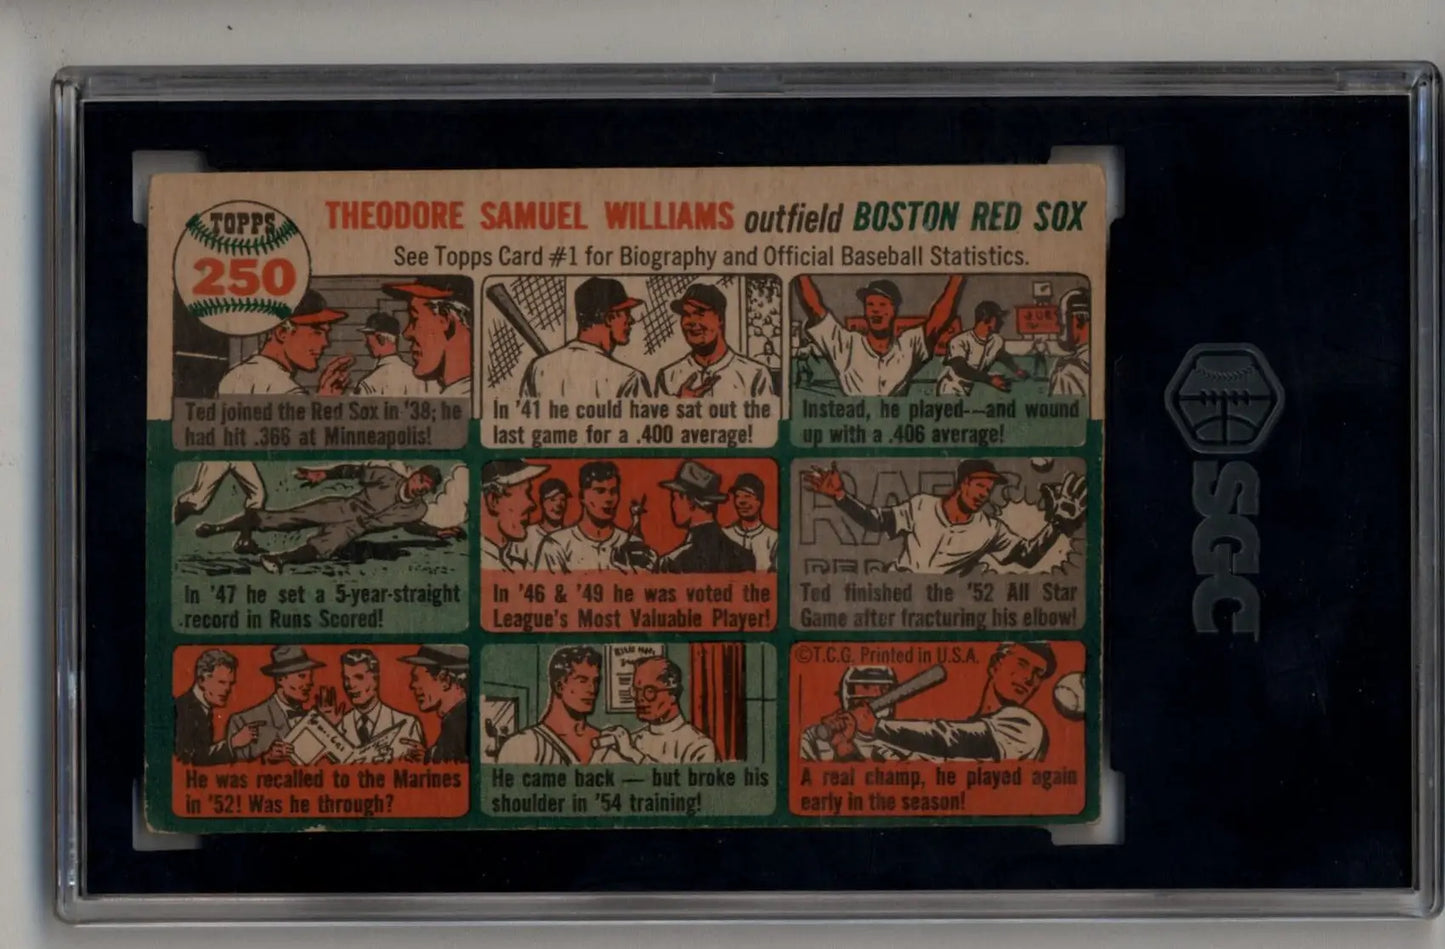 TOPPS
250
THEODORE SAMUEL WILLIAMS outfield BOSTON RED SOX
See Topps Card #1 for Biography and Official Baseball Statistics.
Ted joined the Red Sox in '38; he
had hit .366 at Minneapolis!
In '41 he could have sat out the
last game for a .400 average!
Instead, he played--and wound
up with a .406 average!
In '47 he set a 5-year-straight
record in Runs Scored!
In '46 & '49 he was voted the
League's Most Valuable Player!
Ted finished the '52 All Star
Game after fracturing his elbow!
He was recalled to the Marines
in '52! Was he through?
He came back — but broke his
shoulder in '54 training!
©T.C.G. Printed in U.S.A.
A real champ, he played again
early in the season!
SGC